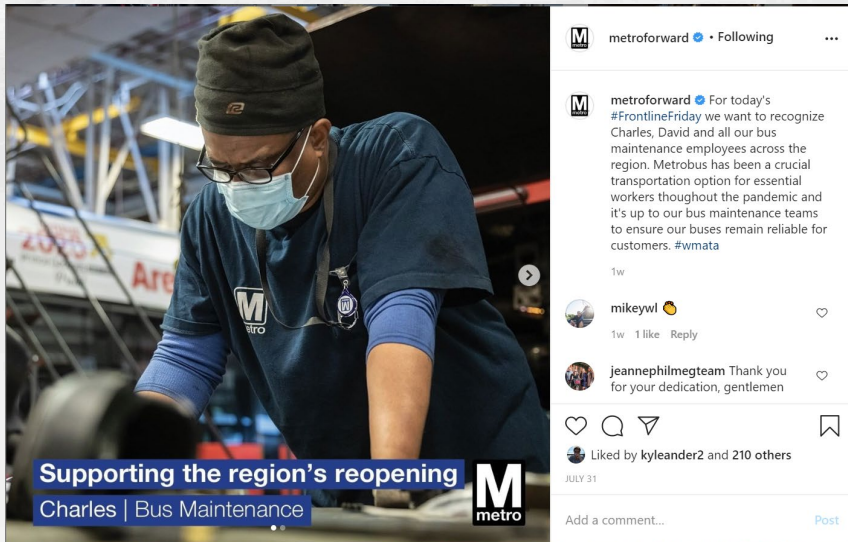 metroforward • Following
metroforward For today's
#FrontlineFriday we want to recognize
Charles, David and all our bus
maintenance employees across the
region. Metrobus has been a crucial
transportation option for essential
workers thoughout the pandemic and
it's up to our bus maintenance teams
to ensure our buses remain reliable for
customers. #wmata
1w
mikeywl 👏
1w 1 like Reply
jeannephilmegteam Thank you
for your dedication, gentlemen
Liked by kyleander2 and 210 others
JULY 31
Add a comment... Post
2020
Are
M
etro
Supporting the region's reopening
Charles | Bus Maintenance
M
metro